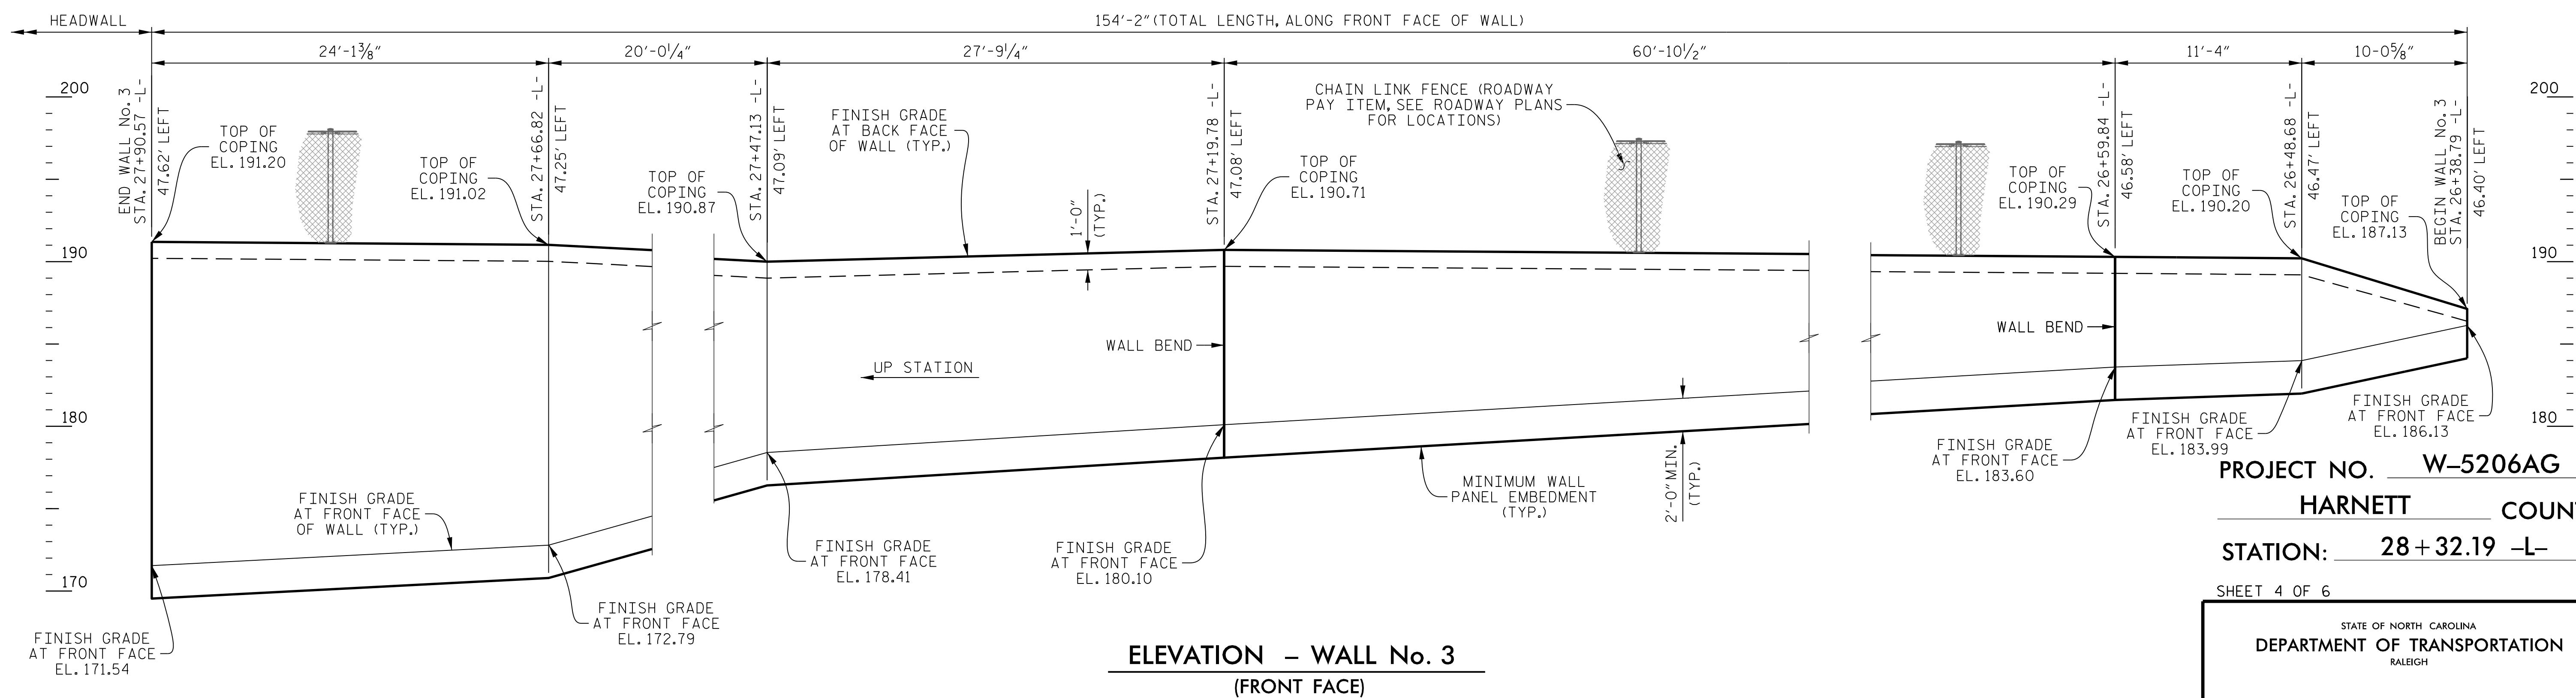 HEADWALL
154'-2" (TOTAL LENGTH, ALONG FRONT FACE OF WALL)
24'-1⅜"
20'-0¼"
27'-9¼"
60'-10½"
11'-4"
10-0⅝"
200
190
180
170
END WALL No. 3
STA. 27+90.57 -L-
47.62' LEFT
TOP OF
COPING
EL. 191.20
TOP OF
COPING
EL. 191.02
STA. 27+66.82 -L-
47.25' LEFT
TOP OF
COPING
EL. 190.87
STA. 27+47.13 -L-
47.09' LEFT
FINISH GRADE
AT BACK FACE
OF WALL (TYP.)
1'-0"
(TYP.)
STA. 27+19.78 -L-
47.08' LEFT
TOP OF
COPING
EL. 190.71
CHAIN LINK FENCE (ROADWAY
PAY ITEM, SEE ROADWAY PLANS
FOR LOCATIONS)
TOP OF
COPING
EL. 190.29
STA. 26+59.84 -L-
46.58' LEFT
TOP OF
COPING
EL. 190.20
STA. 26+48.68 -L-
46.47' LEFT
TOP OF
COPING
EL. 187.13
BEGIN WALL No. 3
STA. 26+38.79 -L-
46.40' LEFT
200
190
180
WALL BEND
WALL BEND
UP STATION
FINISH GRADE
AT FRONT FACE
OF WALL (TYP.)
FINISH GRADE
AT FRONT FACE
EL. 171.54
FINISH GRADE
AT FRONT FACE
EL. 172.79
FINISH GRADE
AT FRONT FACE
EL. 178.41
FINISH GRADE
AT FRONT FACE
EL. 180.10
MINIMUM WALL
PANEL EMBEDMENT
(TYP.)
2'-0" MIN.
(TYP.)
FINISH GRADE
AT FRONT FACE
EL. 183.60
FINISH GRADE
AT FRONT FACE
EL. 183.99
FINISH GRADE
AT FRONT FACE
EL. 186.13
ELEVATION – WALL No. 3
(FRONT FACE)
PROJECT NO. W–5206AG
HARNETT COUN
STATION: 28+32.19 –L–
SHEET 4 OF 6
STATE OF NORTH CAROLINA
DEPARTMENT OF TRANSPORTATION
RALEIGH